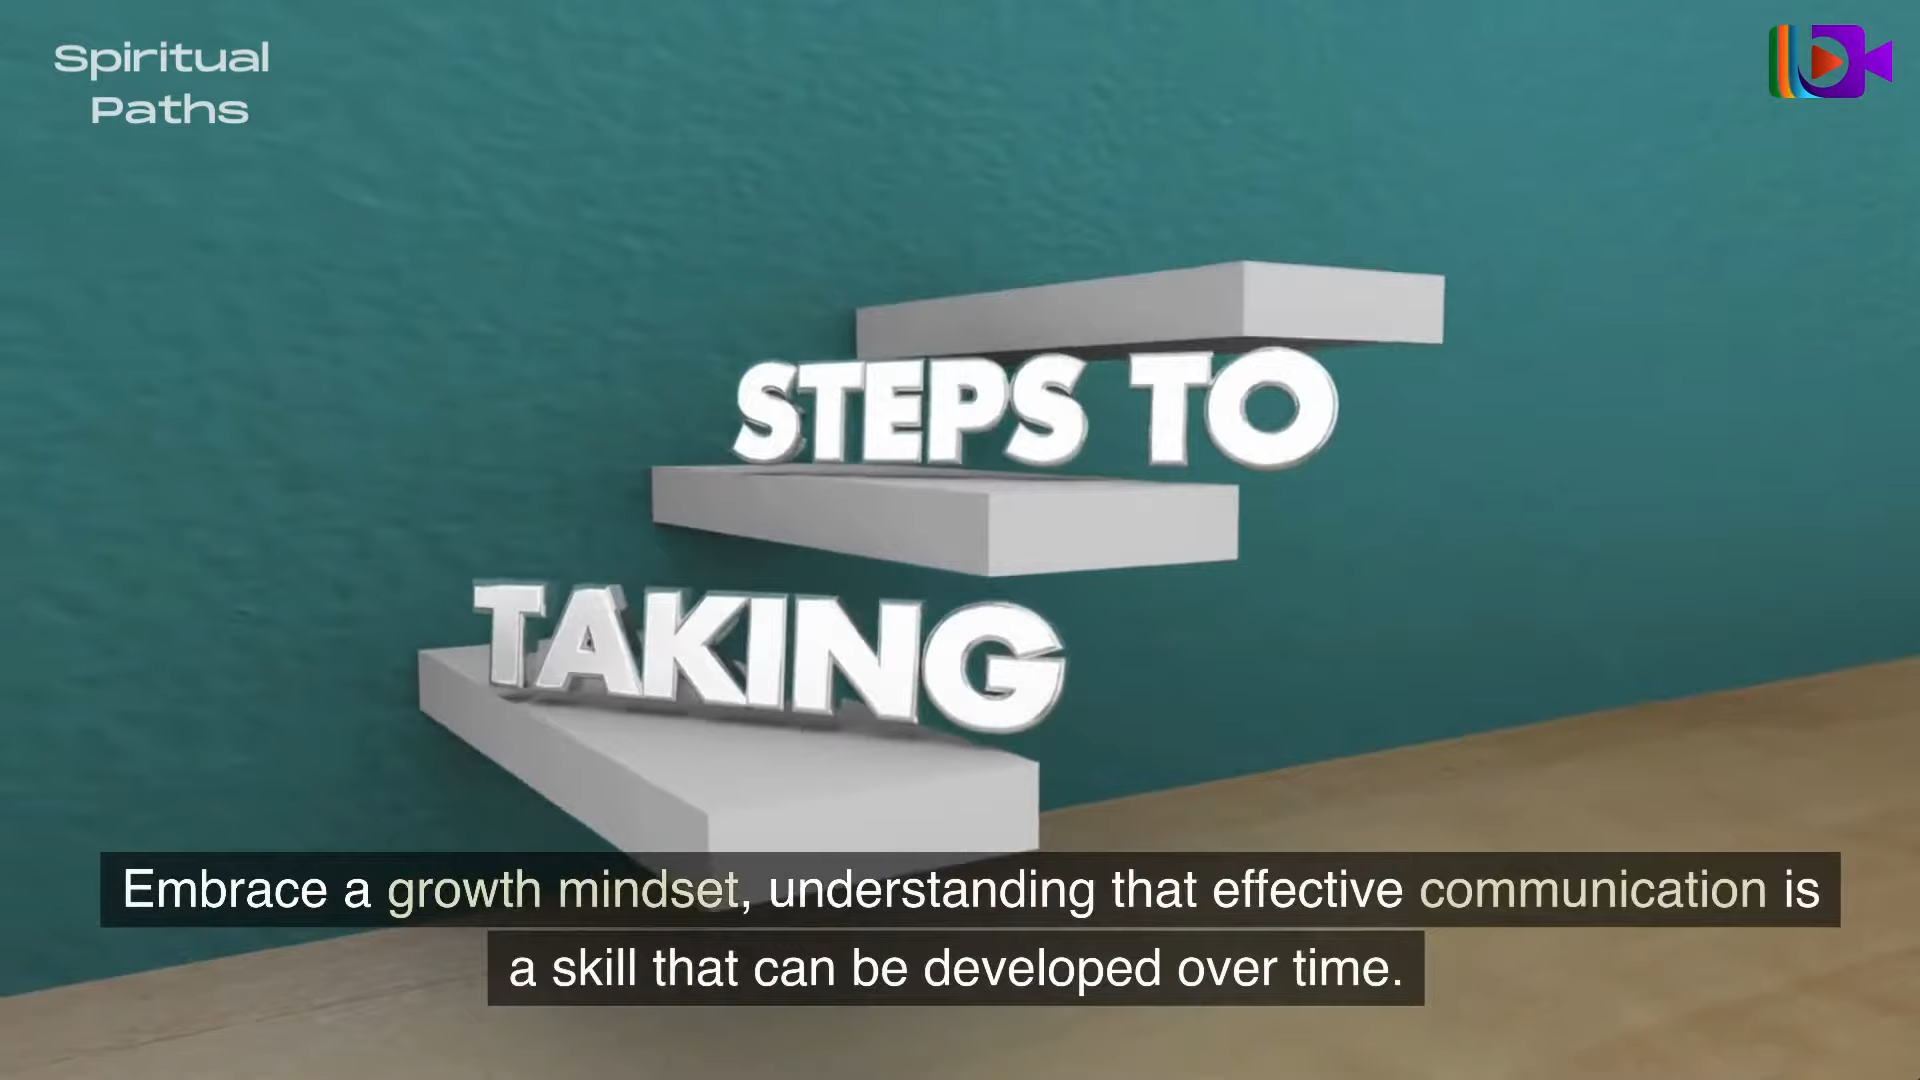 Spiritual
Paths
STEPS TO
TAKING
Embrace a growth mindset, understanding that effective communication is
a skill that can be developed over time.